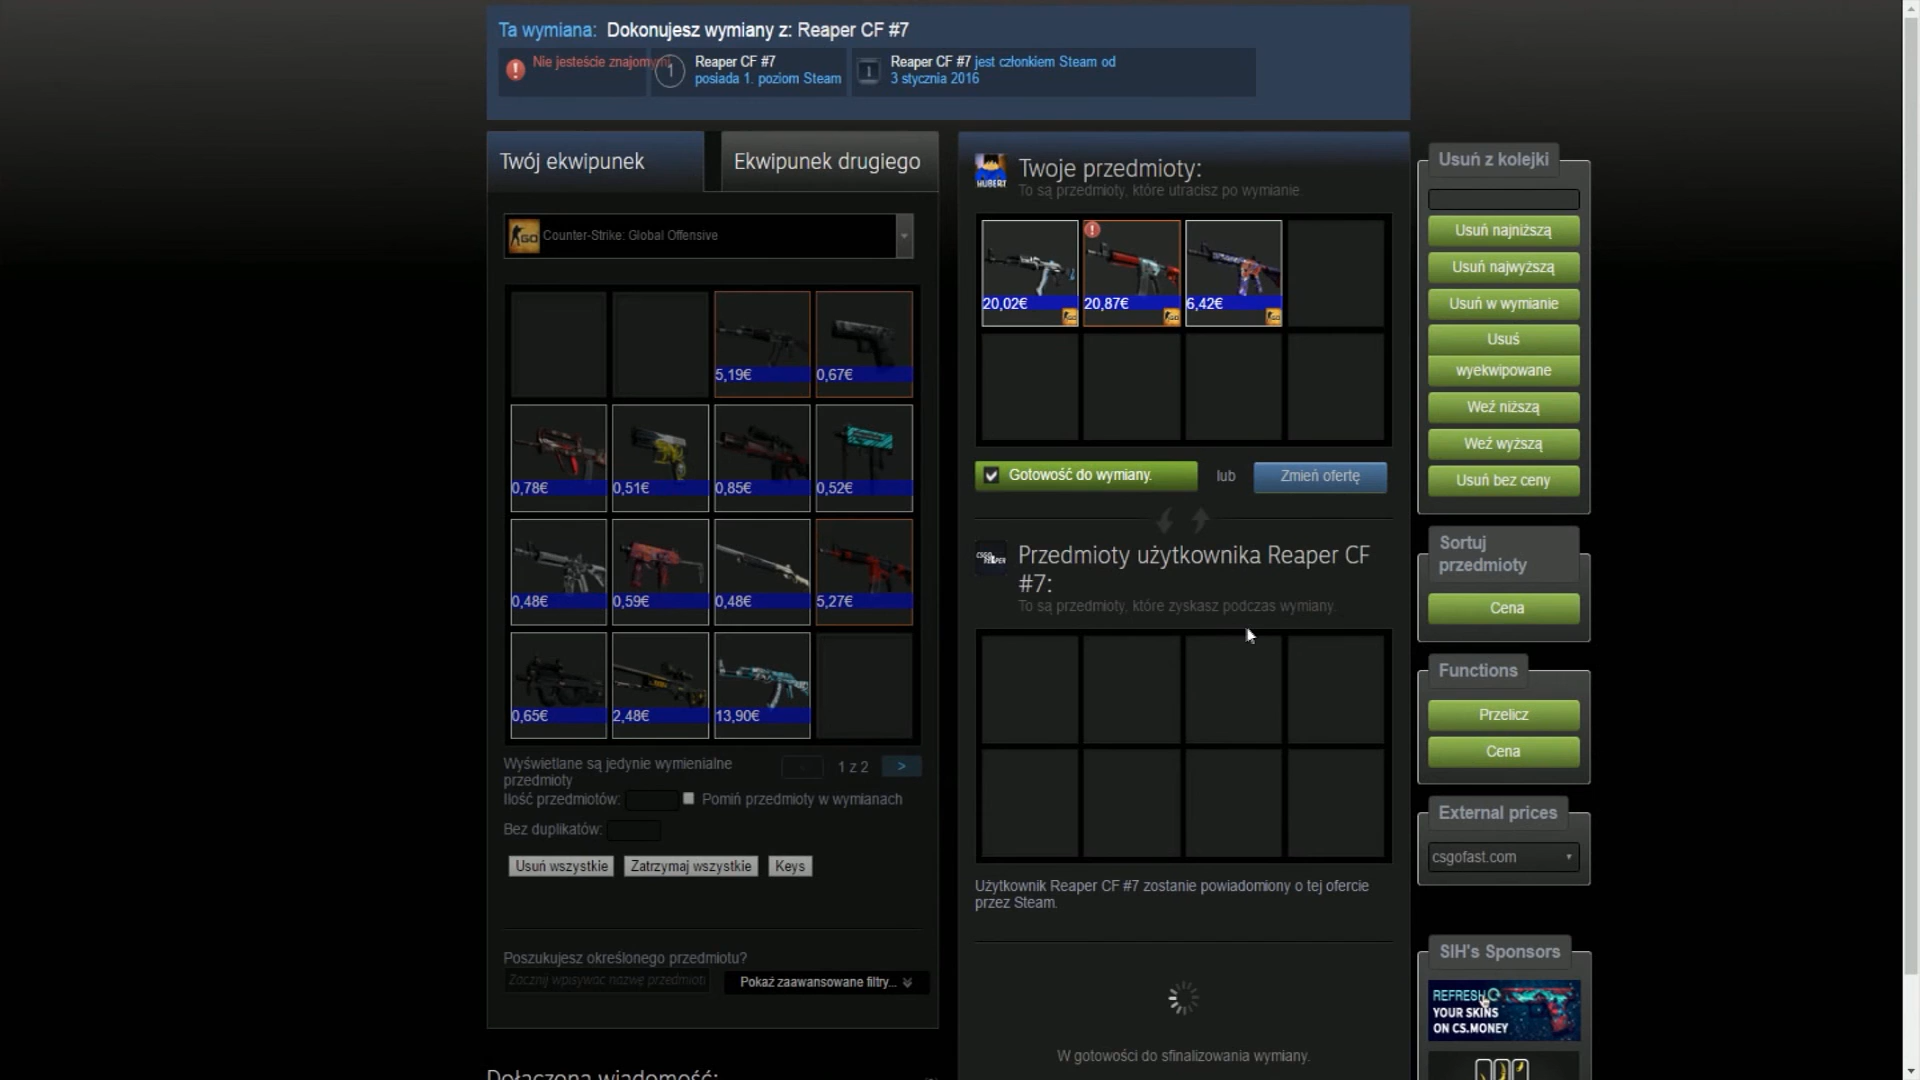 Ta wymiana: Dokonujesz wymiany z: Reaper CF #7
Nie jesteście znajomymi
1
Reaper CF #7
posiada 1. poziom Steam
1
Reaper CF #7 jest członkiem Steam od
3 stycznia 2016
Twój ekwipunek
Ekwipunek drugiego
GO
Counter-Strike: Global Offensive
5,19€
0,67€
0,78€
0,51€
0,85€
0,52€
0,48€
0,59€
0,48€
5,27€
0,65€
2,48€
13,90€
Wyświetlane są jedynie wymienialne
przedmioty
1 z 2
>
Ilość przedmiotów:
Pomiń przedmioty w wymianach
Bez duplikatów:
Usuń wszystkie
Zatrzymaj wszystkie
Keys
Poszukujesz określonego przedmiotu?
Zacznij wpisywać nazwę przedmiotu
Pokaż zaawansowane filtry...
Dołączona wiadomość:
HUBERT
Twoje przedmioty:
To są przedmioty, które utracisz po wymianie
20,02€
20,87€
6,42€
Gotowość do wymiany.
lub
Zmień ofertę
CSGO
REAPER
Przedmioty użytkownika Reaper CF
#7:
To są przedmioty, które zyskasz podczas wymiany.
Użytkownik Reaper CF #7 zostanie powiadomiony o tej ofercie
przez Steam.
W gotowości do sfinalizowania wymiany.
Usuń z kolejki
Usuń najniższą
Usuń najwyższą
Usuń w wymianie
Usuś
wyekwipowane
Weź niższą
Weź wyższą
Usuń bez ceny
Sortuj
przedmioty
Cena
Functions
Przelicz
Cena
External prices
csgofast.com
SIH's Sponsors
REFRESH
YOUR SKINS
ON CS.MONEY